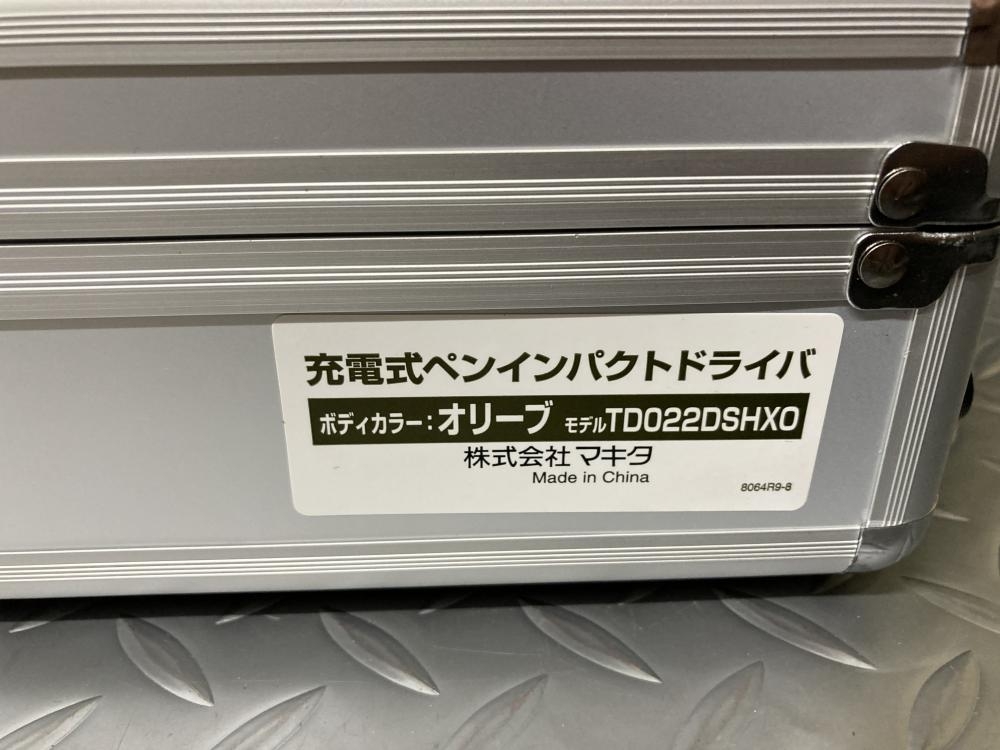 充電式ペンインパクトドライバ
ボディカラー：オリーブ モデルTD022DSHXO
株式会社マキタ
Made in China
8064R9-8